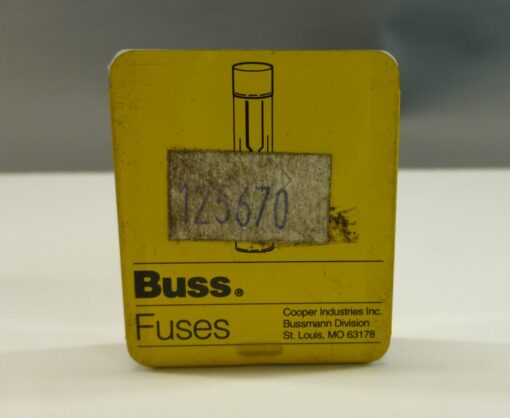 125670
Buss®
Fuses
Cooper Industries Inc.
Bussmann Division
St. Louis, MO 63178